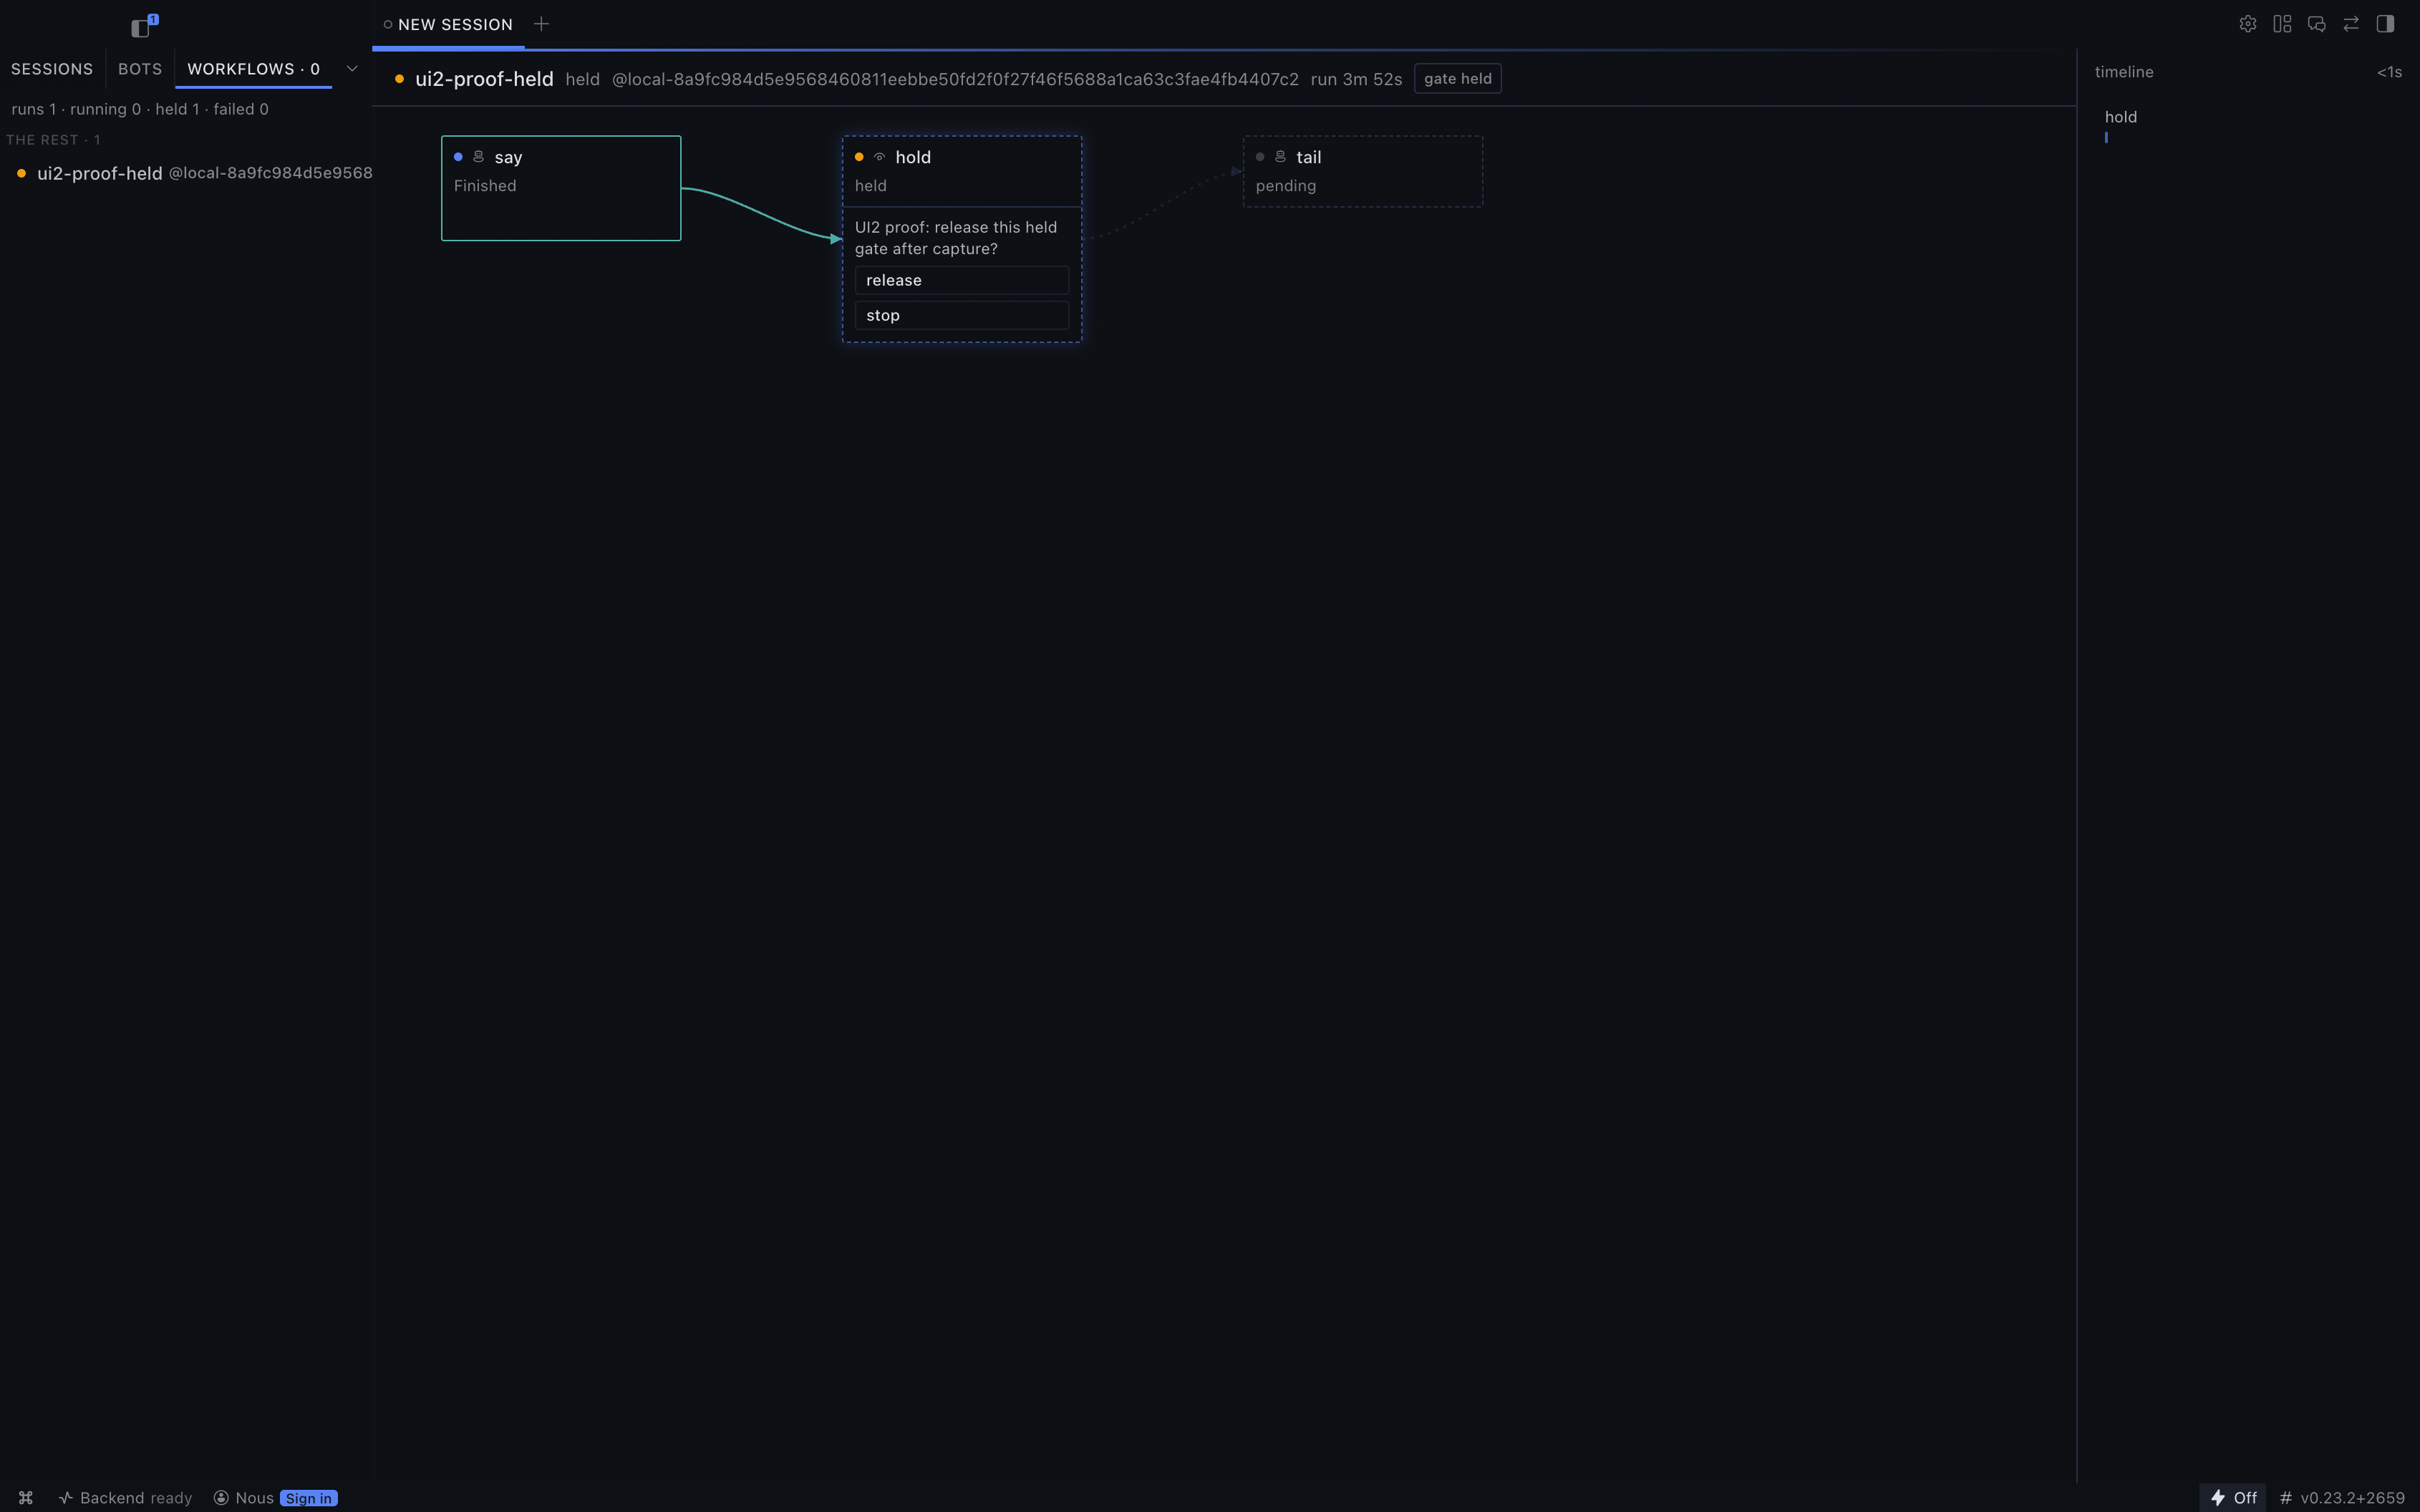 1
NEW SESSION
SESSIONS BOTS WORKFLOWS · 0
runs 1 · running 0 · held 1 · failed 0
THE REST · 1
ui2-proof-held @local-8a9fc984d5e9568
ui2-proof-held held @local-8a9fc984d5e9568460811eebbe50fd2f0f27f46f5688a1ca63c3fae4fb4407c2 run 3m 52s gate held
say
Finished
hold
held
UI2 proof: release this held
gate after capture?
release
stop
tail
pending
timeline <1s
hold
Backend ready Nous Sign in
Off # v0.23.2+2659